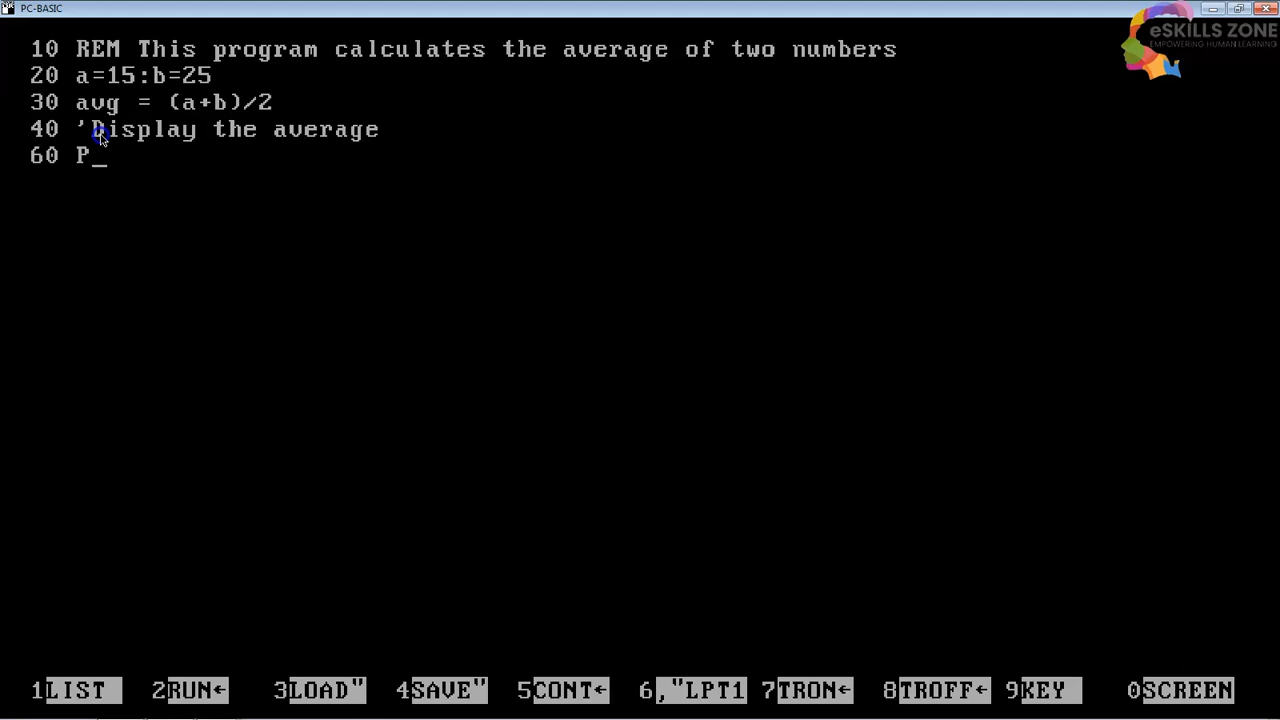 PC-BASIC
eSKILLS ZONE
EMPOWERING HUMAN LEARNING
10 REM This program calculates the average of two numbers
20 a=15:b=25
30 avg = (a+b)/2
40 'Display the average
60 P_
1LIST 2RUN← 3LOAD" 4SAVE" 5CONT← 6,"LPT1 7TRON← 8TROFF← 9KEY 0SCREEN